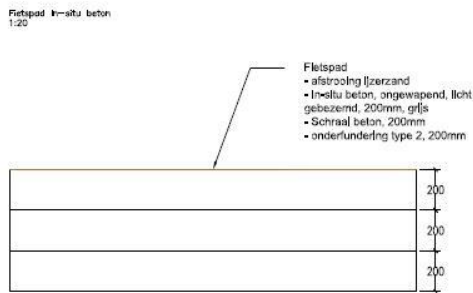 Fietspad in-situ beton
1:20
Fietspad
- afstrooing ijzerzand
- in-situ beton, ongewapend, licht
gebezemd, 200mm, grijs
- Schraal beton, 200mm
- onderfundering type 2, 200mm
200
200
200